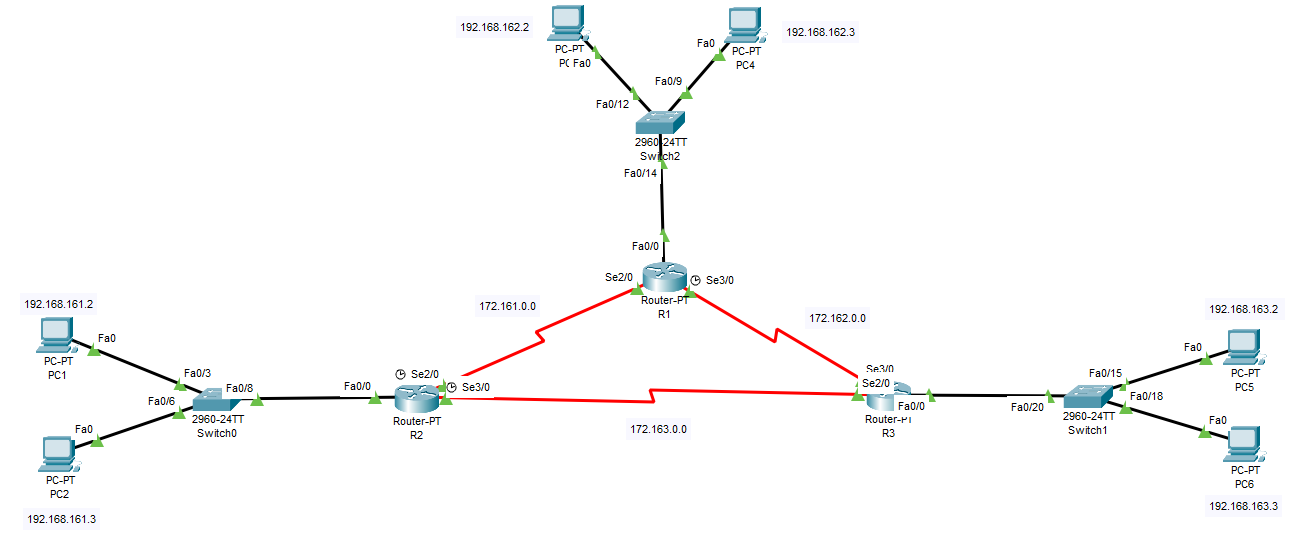 192.168.162.2
PC-PT
Fa0
192.168.162.3
Fa0
PC-PT
PC4
Fa0/12
Fa0/9
2960-24TT
Switch2
Fa0/14
Fa0/0
Se2/0
Se3/0
Router-PT
R1
172.161.0.0
172.162.0.0
192.168.161.2
Fa0
PC-PT
PC1
Fa0/3
Fa0/8
Fa0/6
2960-24TT
Switch0
Fa0
PC-PT
PC2
192.168.161.3
Fa0/0
Se2/0
Se3/0
Router-PT
R2
172.163.0.0
Se3/0
Se2/0
Fa0/0
Router-PT
R3
Fa0/20
Fa0/15
Fa0/18
2960-24TT
Switch1
192.168.163.2
Fa0
PC-PT
PC5
Fa0
PC-PT
PC6
192.168.163.3